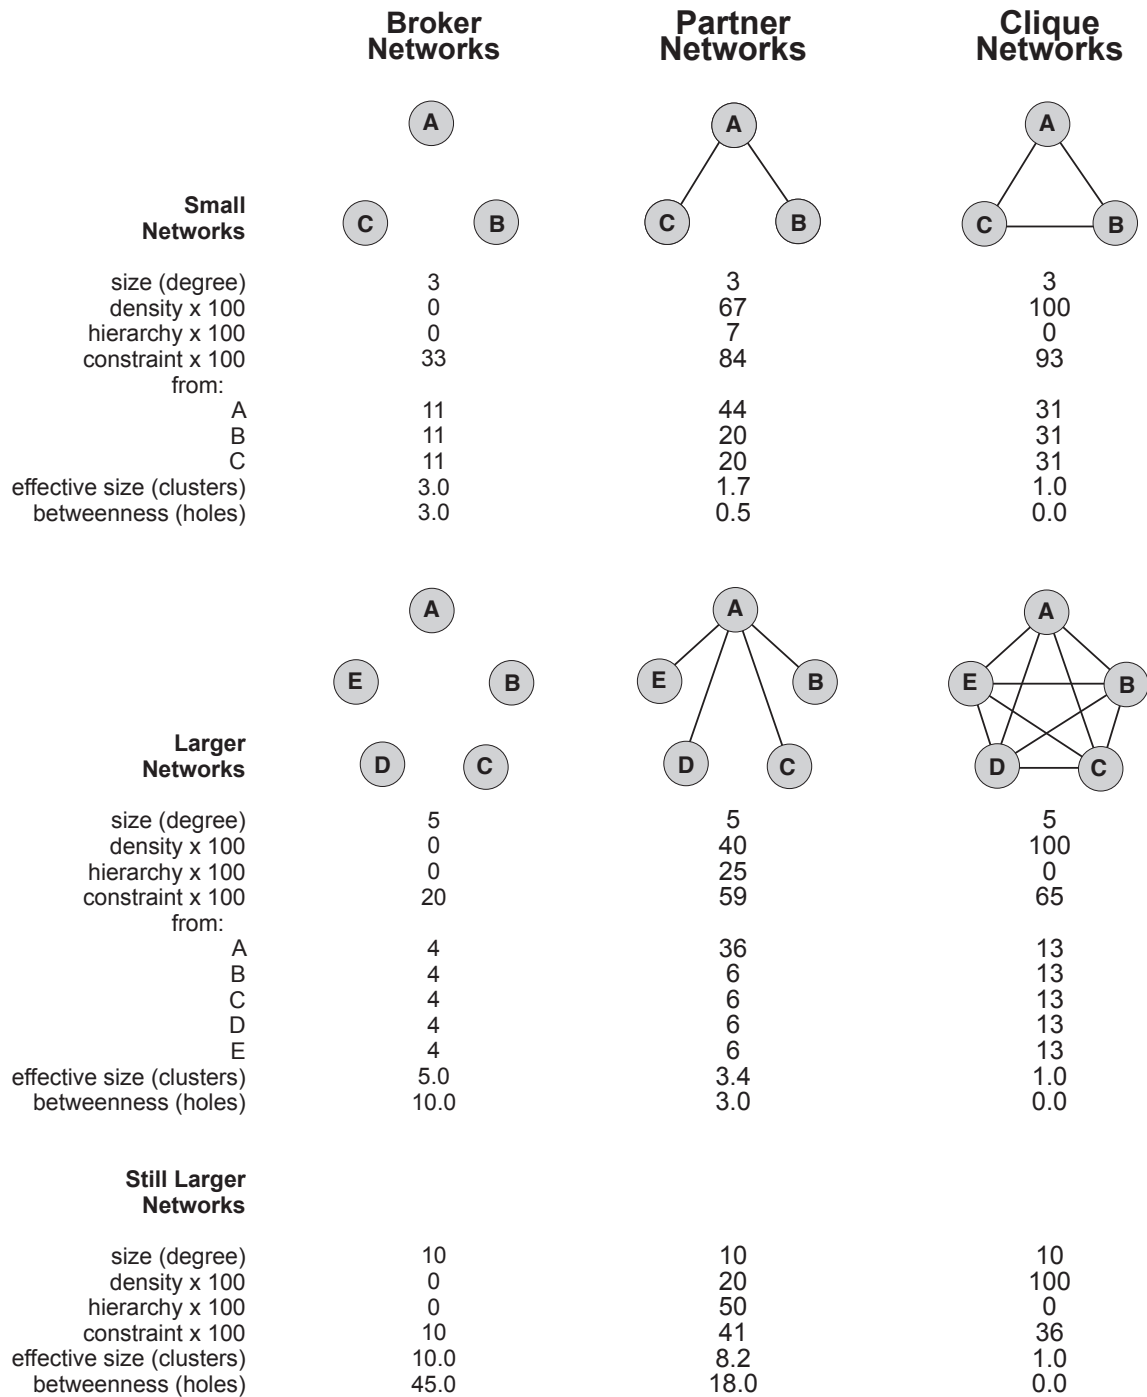 Broker Networks
Partner Networks
Clique Networks
A
A
A
Small
Networks
C B
C B
C B
size (degree) 3 3 3
density x 100 0 67 100
hierarchy x 100 0 7 0
constraint x 100 33 84 93
from:
A 11 44 31
B 11 20 31
C 11 20 31
effective size (clusters) 3.0 1.7 1.0
betweenness (holes) 3.0 0.5 0.0
A
A
A
E B
E B
E B
Larger
Networks
D C
D C
D C
size (degree) 5 5 5
density x 100 0 40 100
hierarchy x 100 0 25 0
constraint x 100 20 59 65
from:
A 4 36 13
B 4 6 13
C 4 6 13
D 4 6 13
E 4 6 13
effective size (clusters) 5.0 3.4 1.0
betweenness (holes) 10.0 3.0 0.0
Still Larger
Networks
size (degree) 10 10 10
density x 100 0 20 100
hierarchy x 100 0 50 0
constraint x 100 10 41 36
effective size (clusters) 10.0 8.2 1.0
betweenness (holes) 45.0 18.0 0.0